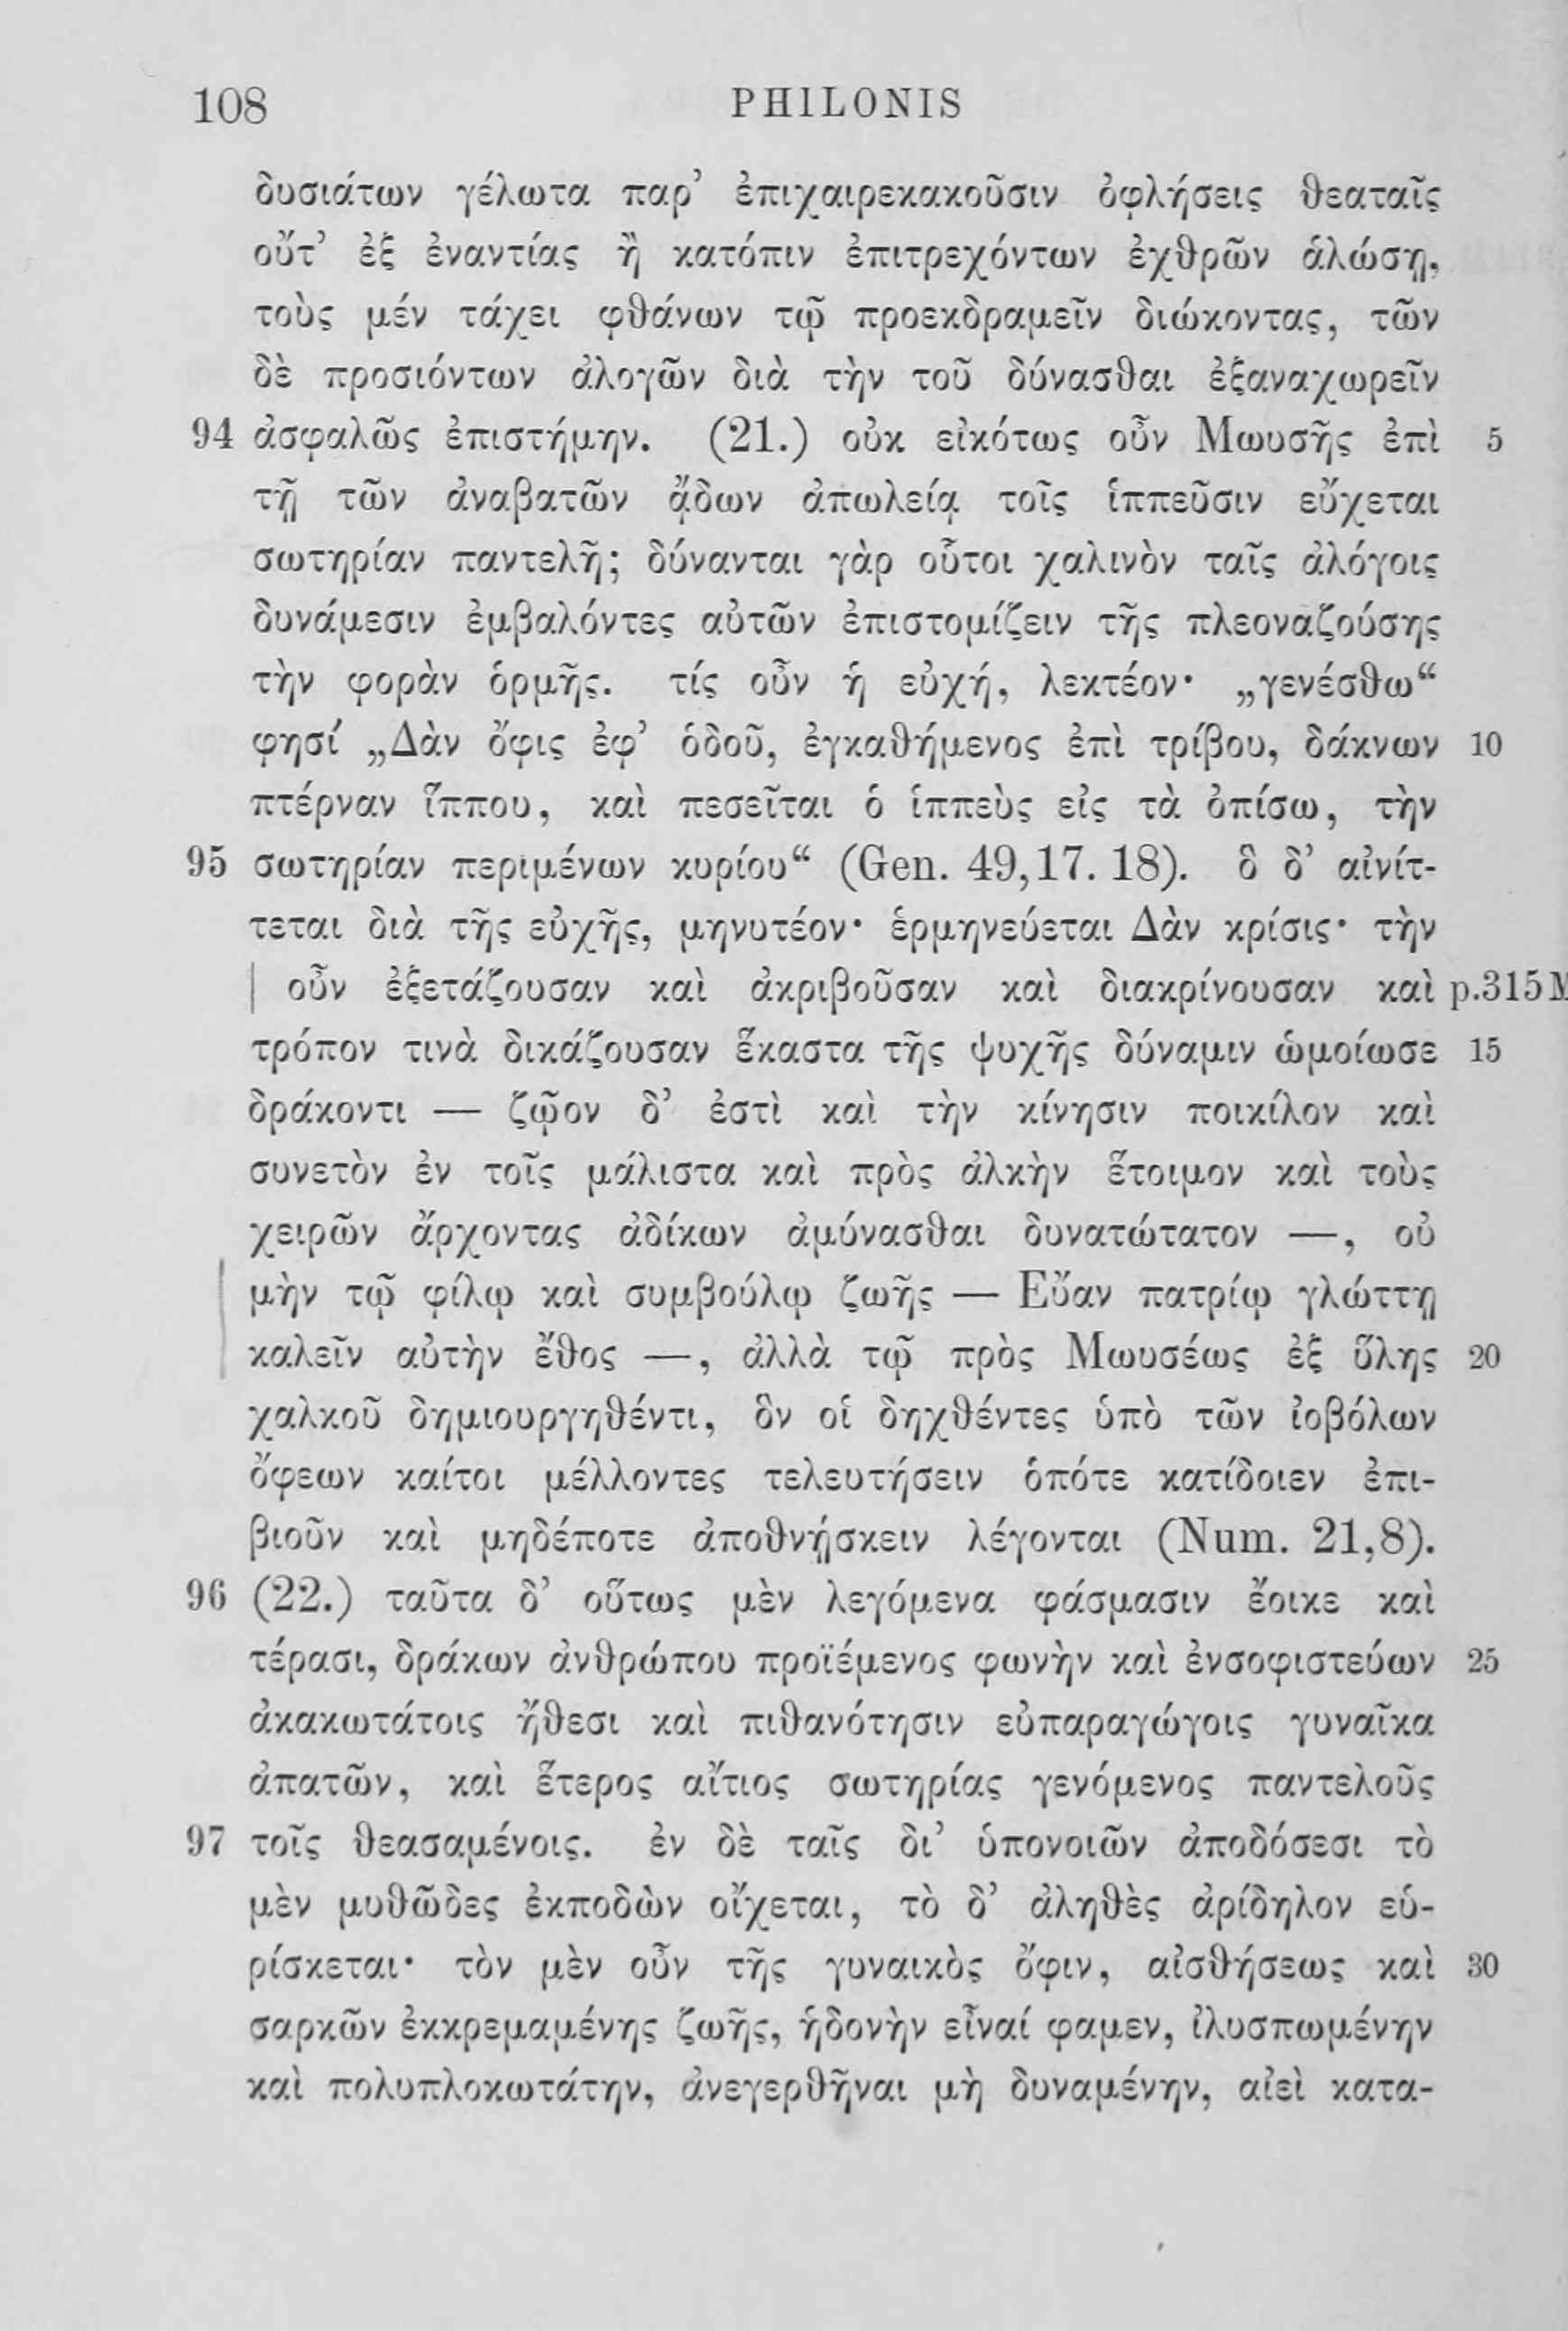 108 PHILONIS
δυσιάτων γέλωτα παρ’ ἐπιχαιρεκακοῦσιν ὀφλήσεις θεαταῖς
οὔτ’ ἐξ ἐναντίας ἢ κατόπιν ἐπιτρεχόντων ἐχθρῶν ἁλώσῃ,
τοὺς μέν τάχει φθάνων τῷ προεκδραμεῖν διώκοντας, τῶν
δὲ προσιόντων ἀλογῶν διὰ τὴν τοῦ δύνασθαι ἐξαναχωρεῖν
94 ἀσφαλῶς ἐπιστήμην. (21.) οὐκ εἰκότως οὖν Μωυσῆς ἐπὶ 5
τῇ τῶν ἀναβατῶν ᾄδων ἀπωλείᾳ τοῖς ἱππεῦσιν εὔχεται
σωτηρίαν παντελῆ; δύνανται γὰρ οὗτοι χαλινὸν ταῖς ἀλόγοις
δυνάμεσιν ἐμβαλόντες αὐτῶν ἐπιστομίζειν τῆς πλεοναζούσης
τὴν φορὰν ὁρμῆς. τίς οὖν ἡ εὐχή, λεκτέον· „γενέσθω“
φησί „Δὰν ὄφις ἐφ’ ὁδοῦ, ἐγκαθήμενος ἐπὶ τρίβου, δάκνων 10
πτέρναν ἵππου, καὶ πεσεῖται ὁ ἱππεὺς εἰς τὰ ὀπίσω, τὴν
95 σωτηρίαν περιμένων κυρίου“ (Gen. 49,17. 18). ὃ δ’ αἰνίτ-
τεται διὰ τῆς εὐχῆς, μηνυτέον· ἑρμηνεύεται Δὰν κρίσις· τὴν
| οὖν ἐξετάζουσαν καὶ ἀκριβοῦσαν καὶ διακρίνουσαν καὶ p.315 M
τρόπον τινὰ δικάζουσαν ἕκαστα τῆς ψυχῆς δύναμιν ὡμοίωσε 15
δράκοντι — ζῷον δ’ ἐστὶ καὶ τὴν κίνησιν ποικίλον καὶ
συνετὸν ἐν τοῖς μάλιστα καὶ πρὸς ἀλκὴν ἕτοιμον καὶ τοὺς
χειρῶν ἄρχοντας ἀδίκων ἀμύνασθαι δυνατώτατον —, οὐ
μὴν τῷ φίλῳ καὶ συμβούλῳ ζωῆς — Εὔαν πατρίῳ γλώττῃ
καλεῖν αὐτὴν ἔθος —, ἀλλὰ τῷ πρὸς Μωυσέως ἐξ ὕλης 20
χαλκοῦ δημιουργηθέντι, ὃν οἱ δηχθέντες ὑπὸ τῶν ἰοβόλων
ὄφεων καίτοι μέλλοντες τελευτήσειν ὁπότε κατίδοιεν ἐπι-
βιοῦν καὶ μηδέποτε ἀποθνῄσκειν λέγονται (Num. 21,8).
96 (22.) ταῦτα δ’ οὕτως μὲν λεγόμενα φάσμασιν ἔοικε καὶ
τέρασι, δράκων ἀνθρώπου προϊέμενος φωνὴν καὶ ἐνσοφιστεύων 25
ἀκακωτάτοις ἤθεσι καὶ πιθανότησιν εὐπαραγώγοις γυναῖκα
ἀπατῶν, καὶ ἕτερος αἴτιος σωτηρίας γενόμενος παντελοῦς
97 τοῖς θεασαμένοις. ἐν δὲ ταῖς δι’ ὑπονοιῶν ἀποδόσεσι τὸ
μὲν μυθῶδες ἐκποδὼν οἴχεται, τὸ δ’ ἀληθὲς ἀρίδηλον εὑ-
ρίσκεται· τὸν μὲν οὖν τῆς γυναικὸς ὄφιν, αἰσθήσεως καὶ 30
σαρκῶν ἐκκρεμαμένης ζωῆς, ἡδονὴν εἶναί φαμεν, ἰλυσπωμένην
καὶ πολυπλοκωτάτην, ἀνεγερθῆναι μὴ δυναμένην, αἰεὶ κατα-